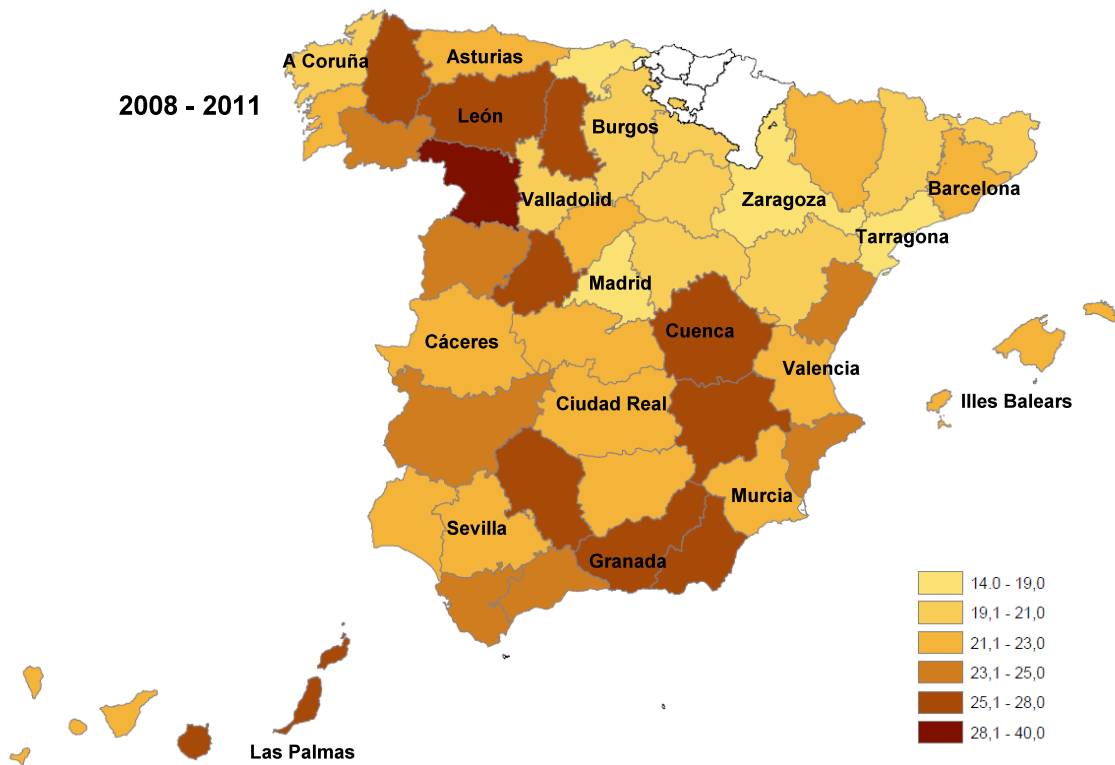 A Coruña
Asturias
2008 - 2011
León
Burgos
Valladolid
Zaragoza
Barcelona
Tarragona
Madrid
Cuenca
Cáceres
Valencia
Ciudad Real
Illes Balears
Murcia
Sevilla
Granada
14.0 - 19,0
19,1 - 21,0
21,1 - 23,0
23,1 - 25,0
25,1 - 28,0
28,1 - 40,0
Las Palmas